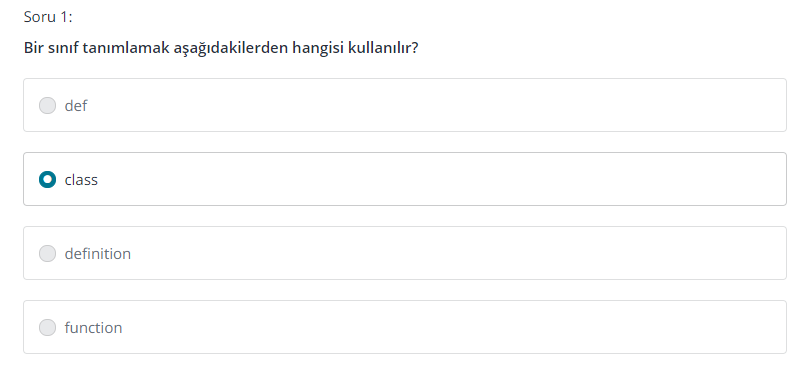 Soru 1:
Bir sınıf tanımlamak aşağıdakilerden hangisi kullanılır?
def
class
definition
function